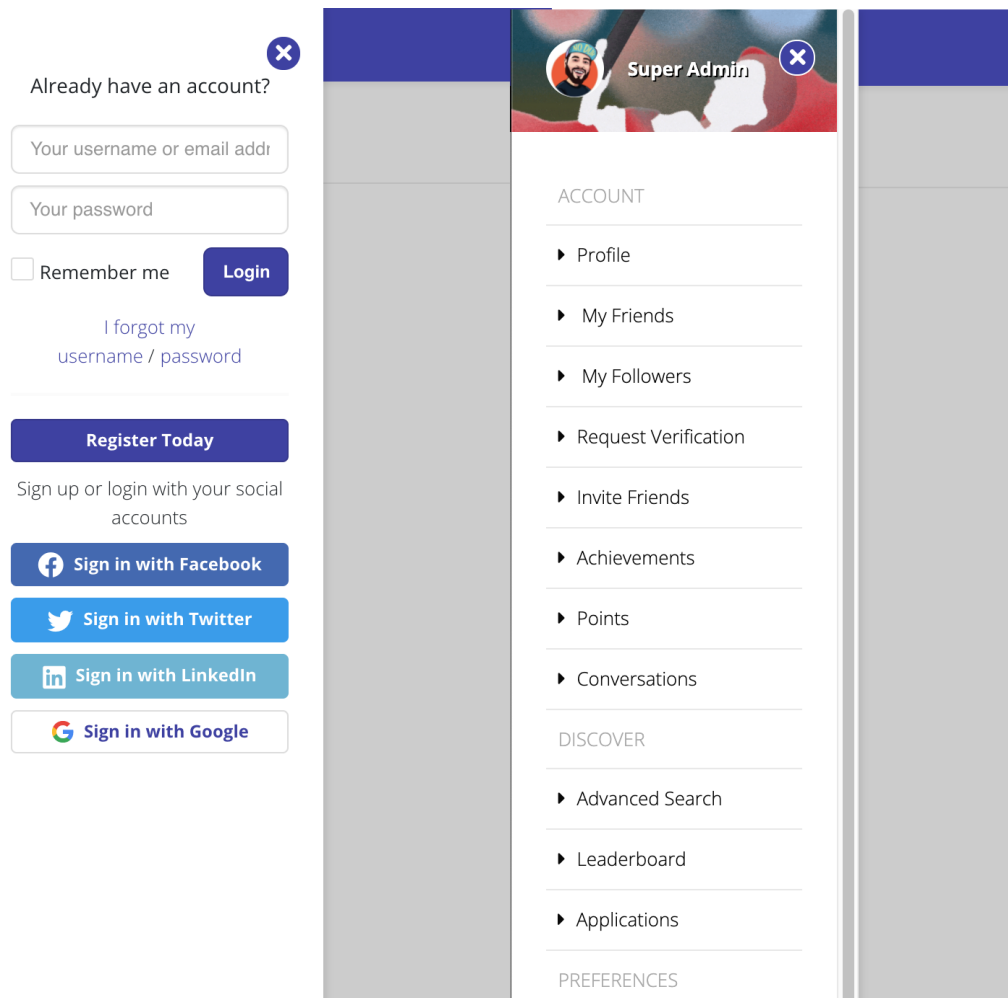 Already have an account?
Your username or email addr
Your password
Remember me
Login
I forgot my
username / password
Register Today
Sign up or login with your social
accounts
Sign in with Facebook
Sign in with Twitter
Sign in with LinkedIn
Sign in with Google
Super Admin
ACCOUNT
Profile
My Friends
My Followers
Request Verification
Invite Friends
Achievements
Points
Conversations
DISCOVER
Advanced Search
Leaderboard
Applications
PREFERENCES